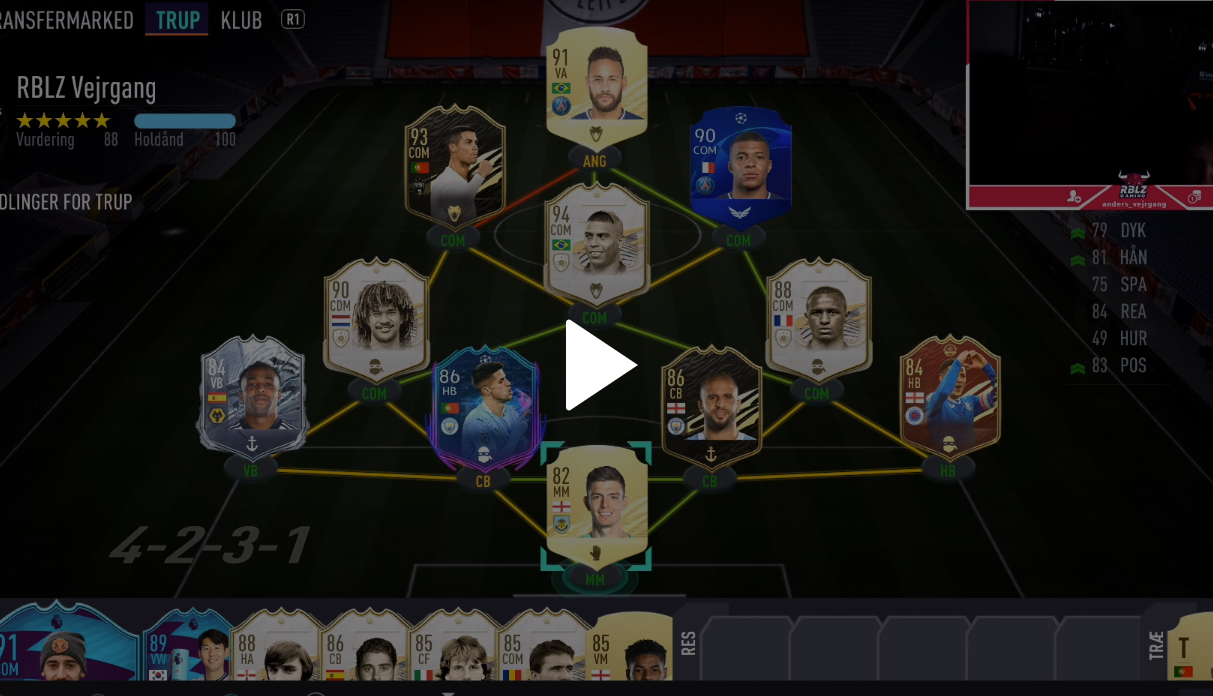 RANSFERMARKED TRUP KLUB R1
RBLZ Vejrgang
Vurdering 88 Holdånd 100
DLINGER FOR TRUP
91
VA
ANG
93
COM
COM
90
COM
COM
94
COM
COM
90
CDM
CDM
88
CDM
CDM
84
VB
VB
86
HB
CB
86
CB
CB
84
HB
HB
82
MM
MM
RBLZ
GAMING
anders_vejrgang
79 DYK
81 HÅN
75 SPA
84 REA
49 HUR
83 POS
4-2-3-1
91
OM
89
VW
88
HA
86
CB
85
CF
85
COM
85
VM
RES
TRÆ
T